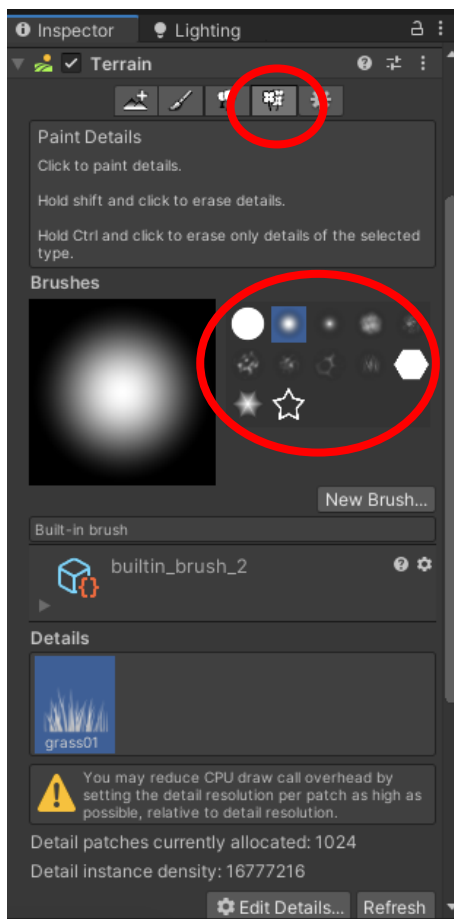 Inspector
Lighting
Terrain
Paint Details
Click to paint details.
Hold shift and click to erase details.
Hold Ctrl and click to erase only details of the selected
type.
Brushes
New Brush...
Built-in brush
builtin_brush_2
Details
grass01
You may reduce CPU draw call overhead by
setting the detail resolution per patch as high as
possible, relative to detail resolution.
Detail patches currently allocated: 1024
Detail instance density: 16777216
Edit Details...
Refresh